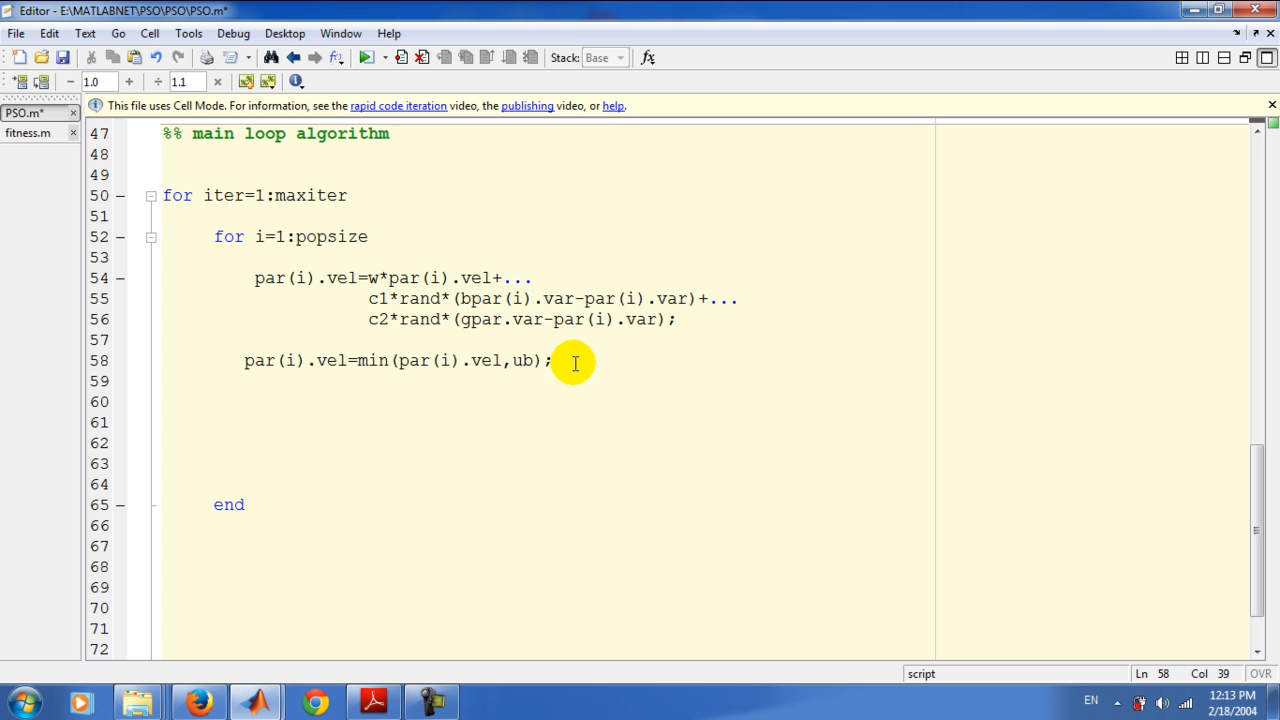 Editor - E:\MATLABNET\PSO\PSO\PSO.m*
File Edit Text Go Cell Tools Debug Desktop Window Help
Stack: Base fx
− 1.0 + ÷ 1.1 ×
This file uses Cell Mode. For information, see the rapid code iteration video, the publishing video, or help.
PSO.m*
fitness.m
47 %% main loop algorithm
48
49
50 for iter=1:maxiter
51
52 for i=1:popsize
53
54 par(i).vel=w*par(i).vel+...
55 c1*rand*(bpar(i).var-par(i).var)+...
56 c2*rand*(gpar.var-par(i).var);
57
58 par(i).vel=min(par(i).vel,ub);
59
60
61
62
63
64
65 end
66
67
68
69
70
71
72
script Ln 58 Col 39 OVR
EN 12:13 PM
2/18/2004